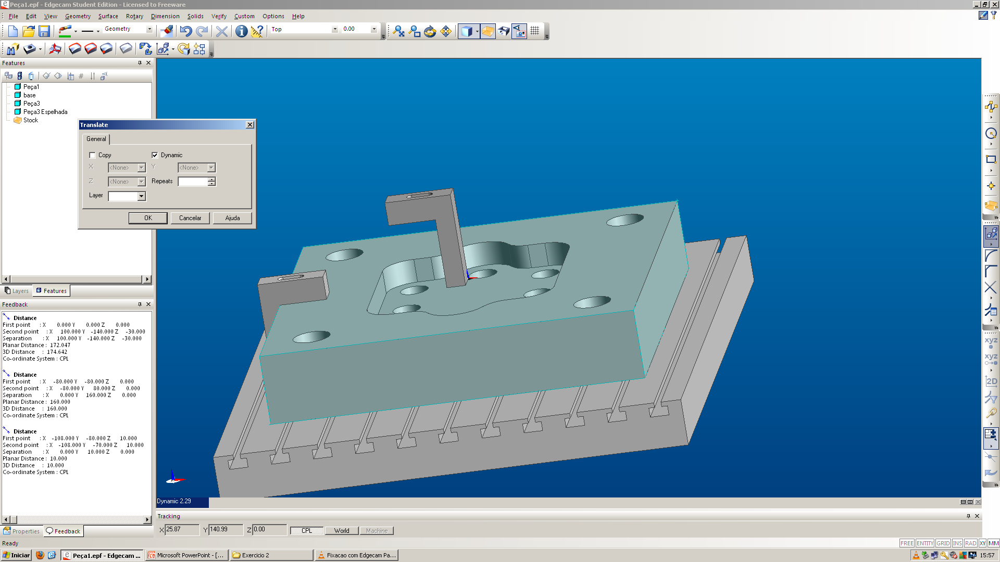 Peça1.epf - Edgecam Student Edition - Licensed to Freeware
File Edit View Geometry Surface Rotary Dimension Solids Verify Custom Options Help
Geometry Top 0.00
Features
Peça1
base
Peça3
Peça3 Espelhada
Stock
Translate
General
Copy Dynamic
X <None> Y <None>
Z <None> Repeats
Layer
OK Cancelar Ajuda
Layers Features
Feedback
Distance
First point : X 0.000 Y 0.000 Z 0.000
Second point : X 100.000 Y -140.000 Z -30.000
Separation : X 100.000 Y -140.000 Z -30.000
Planar Distance : 172.047
3D Distance : 174.642
Co-ordinate System : CPL
Distance
First point : X -80.000 Y -80.000 Z 0.000
Second point : X -80.000 Y 80.000 Z 0.000
Separation : X 0.000 Y 160.000 Z 0.000
Planar Distance : 160.000
3D Distance : 160.000
Co-ordinate System : CPL
Distance
First point : X -108.000 Y -80.000 Z 10.000
Second point : X -108.000 Y -70.000 Z 10.000
Separation : X 0.000 Y 10.000 Z 0.000
Planar Distance : 10.000
3D Distance : 10.000
Co-ordinate System : CPL
Properties Feedback
Dynamic 2.29
Tracking
X 25.87 Y 140.99 Z 0.00 CPL World Machine
xyz
xyz
2D
Ready
FREE ENTITY GRID INS RAD XY MM
Iniciar Peça1.epf - Edgecam ... Microsoft PowerPoint - [... Exercicio 2 Fixacao com Edgecam Pa... 15:57